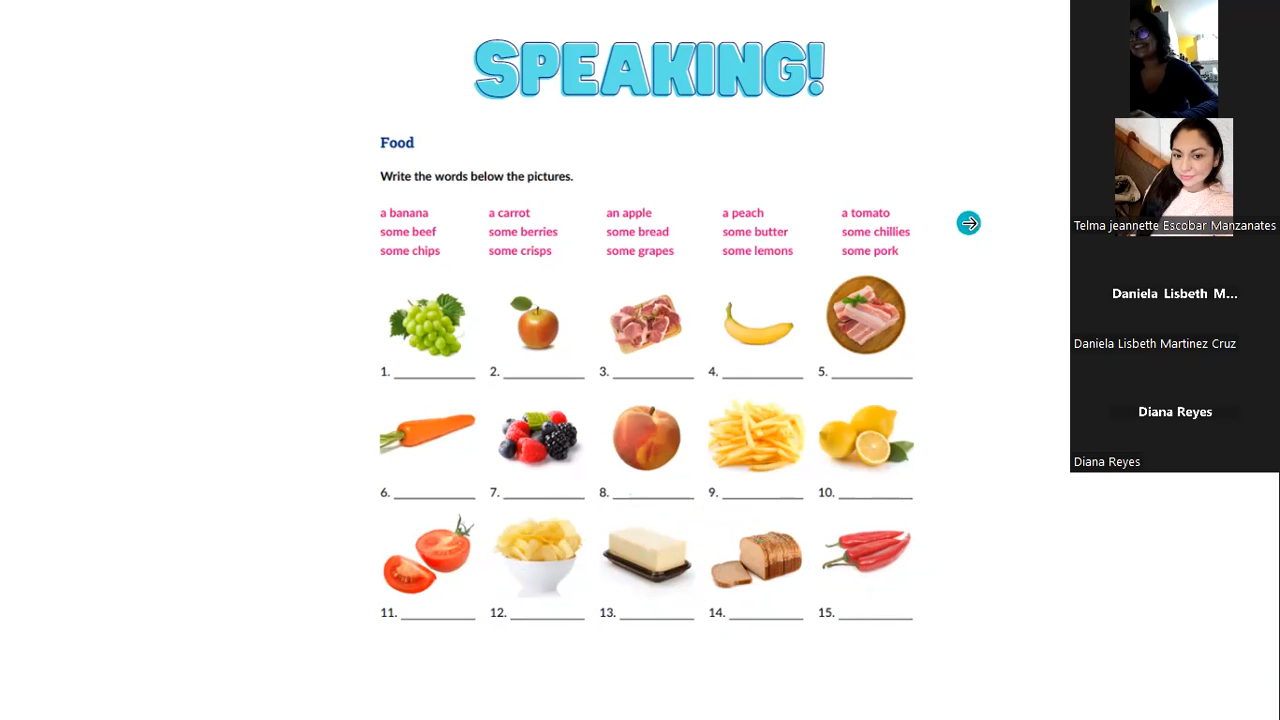 SPEAKING!
Food
Write the words below the pictures.
a banana a carrot an apple a peach a tomato
some beef some berries some bread some butter some chillies
some chips some crisps some grapes some lemons some pork
1. 2. 3. 4. 5.
6. 7. 8. 9. 10.
11. 12. 13. 14. 15.
Telma jeannette Escobar Manzanates
Daniela Lisbeth M...
Daniela Lisbeth Martinez Cruz
Diana Reyes
Diana Reyes